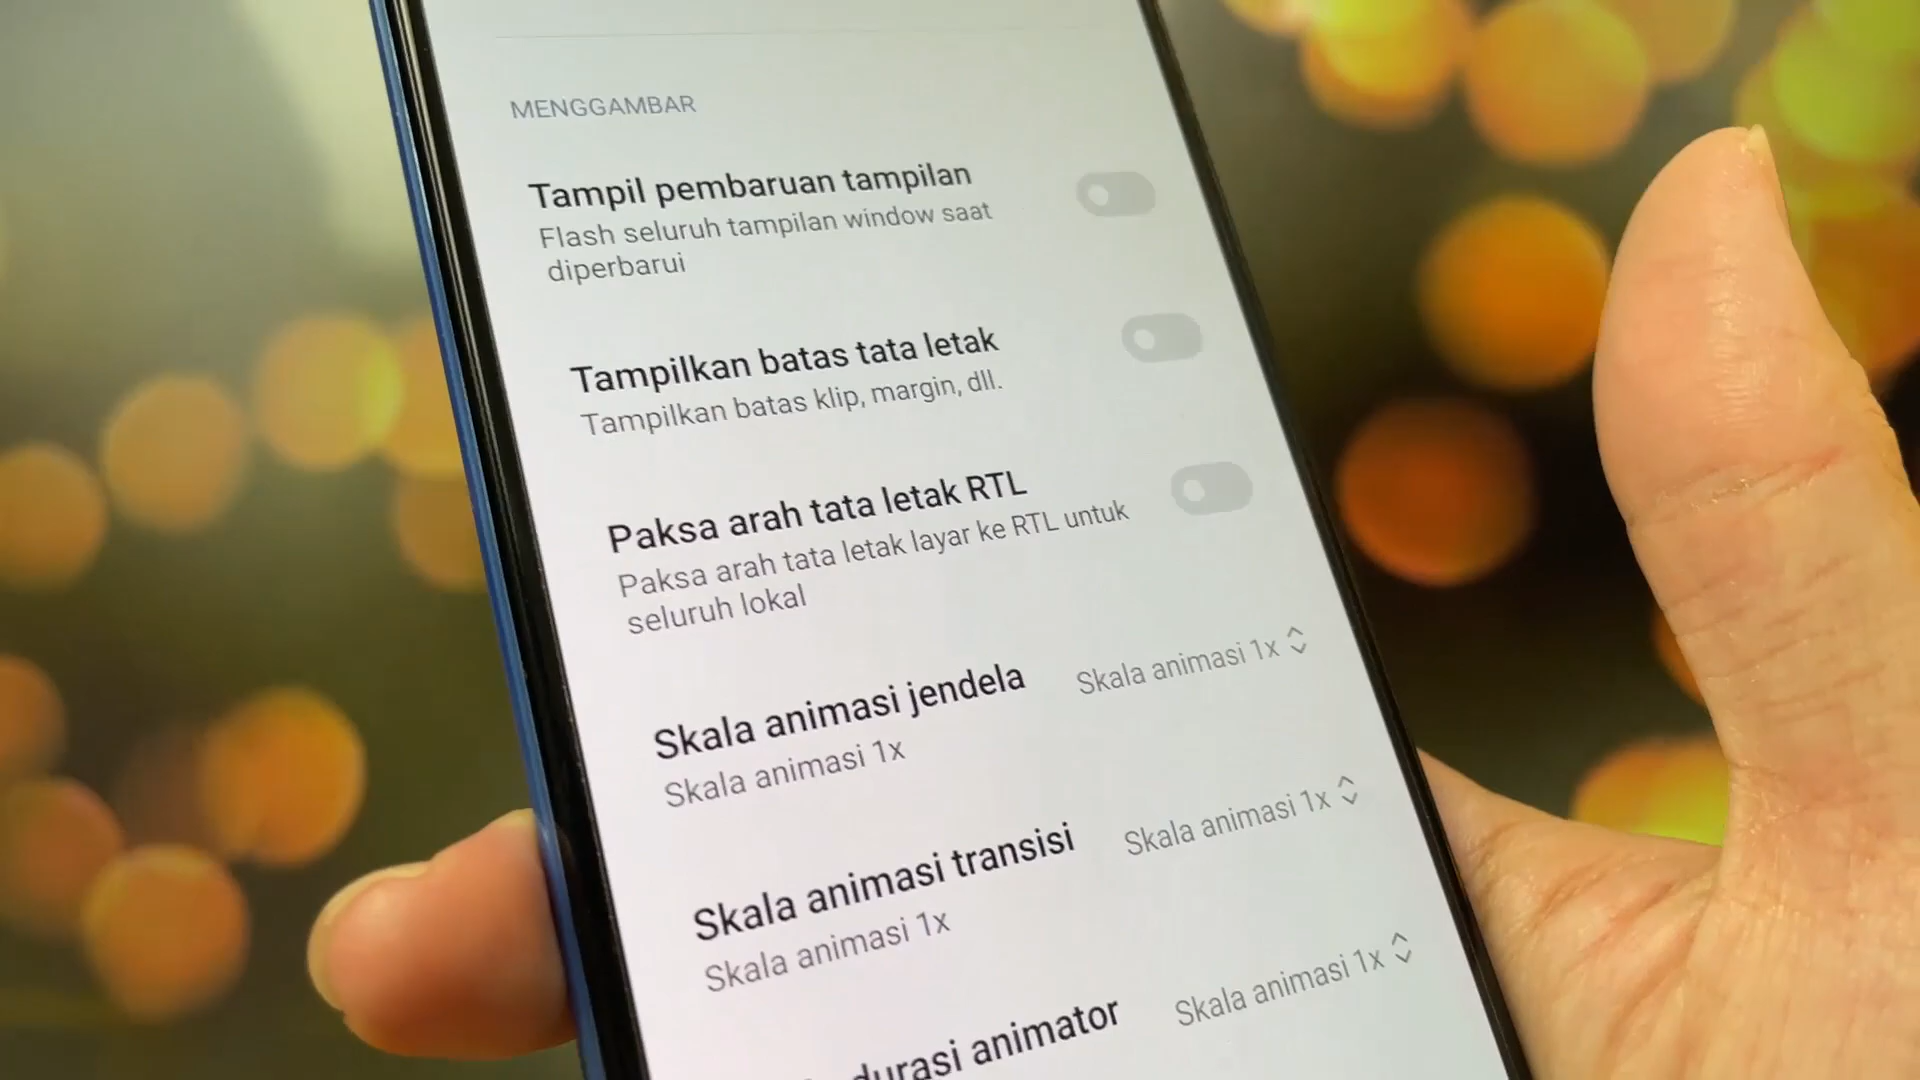 MENGGAMBAR
Tampil pembaruan tampilan
Flash seluruh tampilan window saat
diperbarui
Tampilkan batas tata letak
Tampilkan batas klip, margin, dll.
Paksa arah tata letak RTL
Paksa arah tata letak layar ke RTL untuk
seluruh lokal
Skala animasi jendela
Skala animasi 1x
Skala animasi 1x
Skala animasi transisi
Skala animasi 1x
Skala animasi 1x
durasi animator
Skala animasi 1x